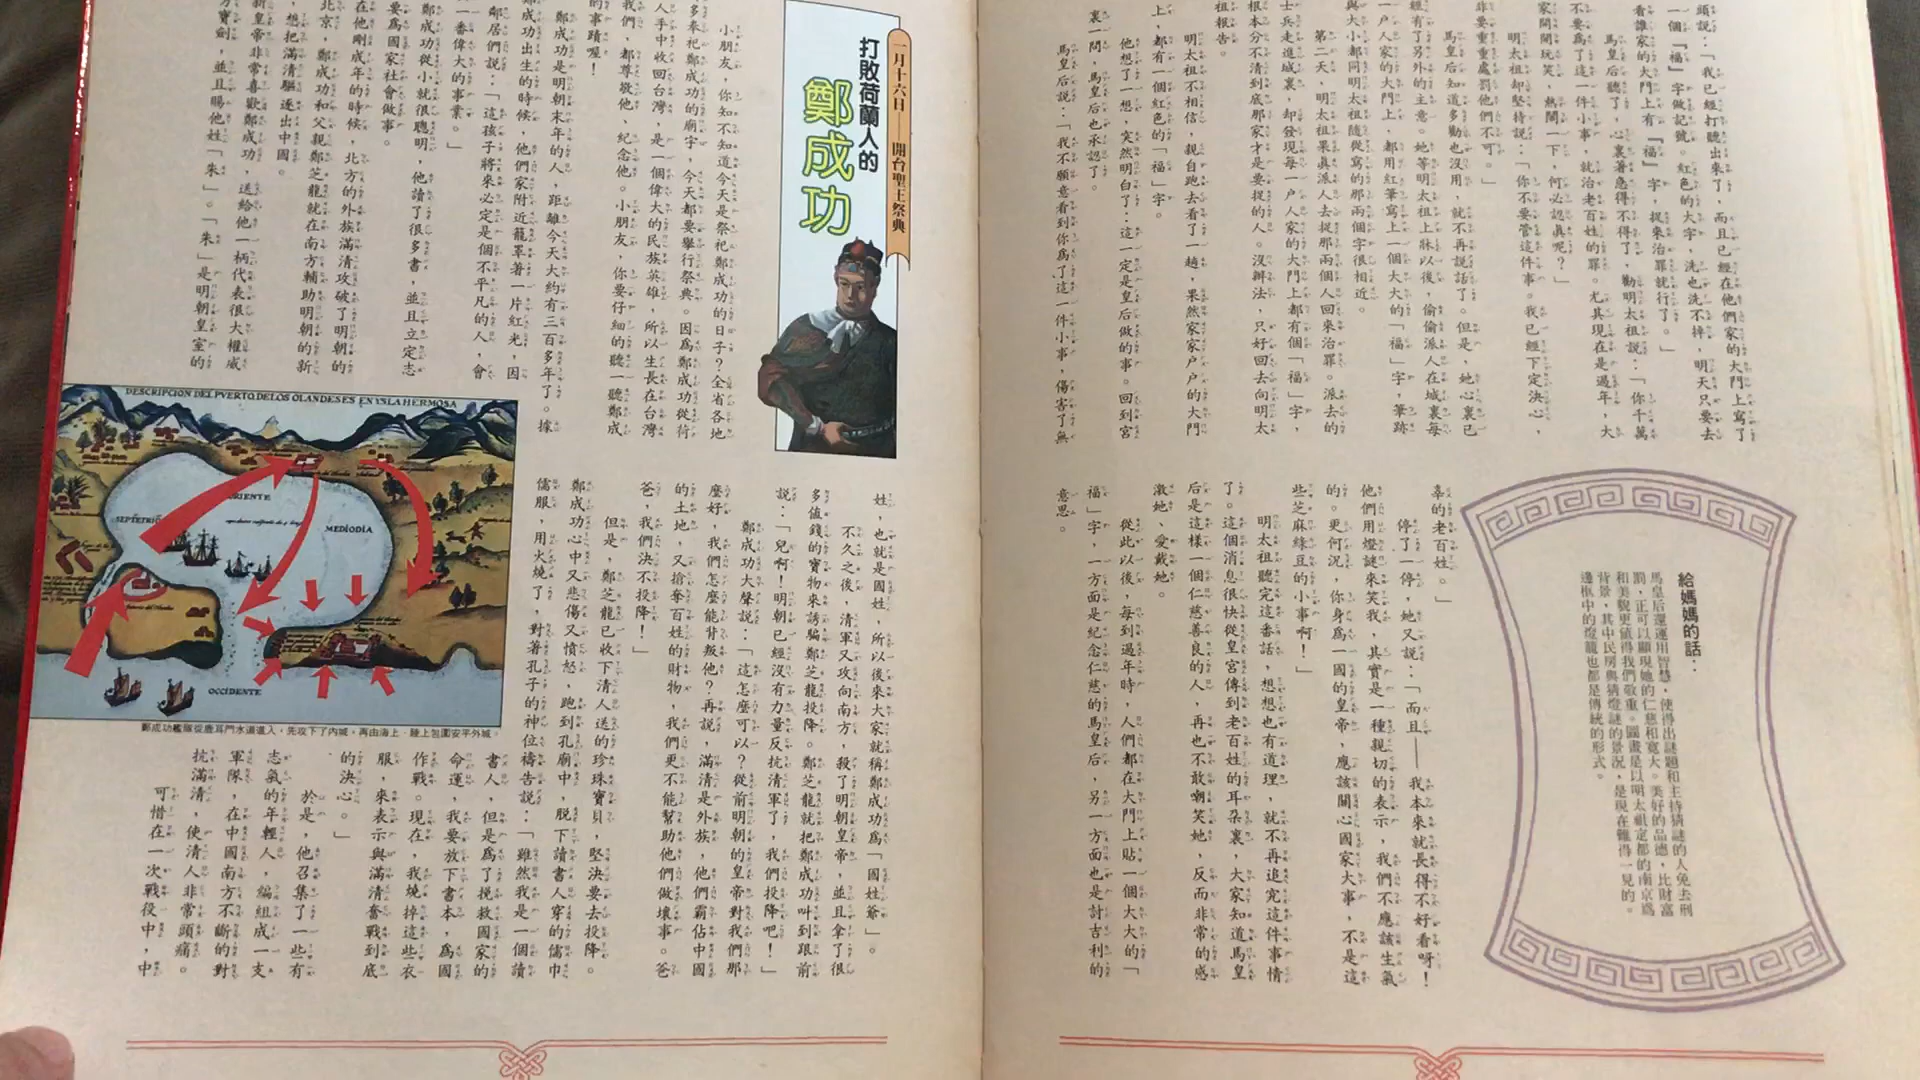 頭說：「我已經打聽出來了，而且已經在他們家的大門上寫了
一個『福』字做記號。紅色的大字，洗也洗不掉，明天只要去
看誰家的大門上有『福』字，捉來治罪就行了。」
馬皇后聽了，心裏著急得不得了，勸明太祖說：「你千萬
不要為了這一件小事，就治老百姓的罪。尤其現在是過年，大
家開開玩笑，熱鬧一下，何必認真呢？」
明太祖卻堅持說：「你不要管這件事。我已經下定決心，
非要重重處罰他們不可。」
馬皇后知道多勸也沒用，就不再說話了。但是，她心裏已
經有了另外的主意。她等明太祖上牀以後，偷偷派人在城裏每
一戶人家的大門上，都用紅筆寫上一個大大的「福」字，筆跡
與大小都同明太祖隨從寫的那兩個字很相近。
第二天，明太祖果真派人去捉那兩個人回來治罪。派去的
士兵走進城裏，卻發現每一戶人家的大門上都有個「福」字，
根本分不清到底那家才是要捉的人。沒辦法，只好回去向明太
祖報告。
明太祖不相信，親自跑去看了一趟，果然家家戶戶的大門
上，都有一個紅色的「福」字。
他想了一想，突然明白了：這一定是皇后做的事。回到宮
裏一問，馬皇后也承認了。
馬皇后說：「我不願意看到你為了這一件小事，傷害了無
辜的老百姓。」
停了一停，她又說：「而且——我本來就長得不好看呀！
他們用燈謎來笑我，其實是一種親切的表示，我們不應該生氣
的。更何況，你身為一國的皇帝，應該關心國家大事，不是這
些芝麻綠豆的小事啊！」
明太祖聽完這番話，想想也有道理，就不再追究這件事情
了。這個消息很快從皇宮傳到老百姓的耳朵裏，大家知道馬皇
后是這樣一個仁慈善良的人，再也不敢嘲笑她，反而非常的感
激她、愛戴她。
從此以後，每到過年時，人們都在大門上貼一個大大的「
福」字，一方面是紀念仁慈的馬皇后，另一方面也是討吉利的
意思。
給媽媽的話：
馬皇后還運用智慧，使得出謎題和主持猜謎的人免去刑
罰，正可以顯現她的仁慈和寬大。美好的品德，比財富
和美貌更值得我們敬重。圖畫是以明太祖定都的南京為
背景，其中民房與猜燈謎的景況，是現在難得一見的。
邊框中的燈籠也都是傳統的形式。
一月十六日——開台聖王祭典
打敗荷蘭人的
鄭成功
小朋友，你知不知道今天是祭祀鄭成功的日子？全省各地
多奉祀鄭成功的廟宇，今天都要舉行祭典。因為鄭成功從荷
人手中收回台灣，是一個偉大的民族英雄，所以生長在台灣
我們，都尊敬他、紀念他。小朋友，你要仔細的聽一聽鄭成
的事蹟喔！
鄭成功是明朝末年的人，距離今天大約有三百多年了。據
成功出生的時候，他們家附近籠罩著一片紅光，因
鄰居們說：「這孩子將來必定是個不平凡的人，會
一番偉大的事業。」
鄭成功從小就很聰明，他讀了很多書，並且立定志
要為國家社會做事。
在他剛成年的時候，北方的外族滿清攻破了明朝的
北京，鄭成功和父親鄭芝龍就在南方輔助明朝的新
，想把滿清驅逐出中國。
新皇帝非常喜歡鄭成功，送給他一柄代表很大權威
方寶劍，並且賜他姓「朱」。「朱」是明朝皇室的
姓，也就是國姓，所以後來大家就稱鄭成功為「國姓爺」。
不久之後，清軍又攻向南方，殺了明朝皇帝，並且拿了很
多值錢的寶物來誘騙鄭芝龍投降。鄭芝龍就把鄭成功叫到跟前
說：「兒啊！明朝已經沒有力量反抗清軍了，我們投降吧！」
鄭成功大聲說：「這怎麼可以？從前明朝的皇帝對我們那
麼好，我們怎麼能背叛他？再說，滿清是外族，他們霸佔中國
的土地，又搶奪百姓的財物，我們更不能幫助他們做壞事。爸
爸，我們決不投降！」
但是，鄭芝龍已收下清人送的珍珠寶貝，堅決要去投降。
鄭成功心中又悲傷又憤怒，跑到孔廟中，脫下讀書人穿的儒巾
儒服，用火燒了，對著孔子的神位禱告說：「雖然我是一個讀
書人，但是為了挽救國家的
命運，我要放下書本，為國
作戰。現在，我燒掉這些衣
服，來表示與滿清奮戰到底
的決心。」
於是，他召集了一些有
志氣的年輕人，編組成一支
軍隊，在中國南方不斷的對
抗滿清，使清人非常頭痛。
可惜在一次戰役中，中
DESCRIPCION DEL PVERTO DE LOS OLANDESES EN YSLA HERMOSA
ORIENTE
SEPTETRIO
MEDIODIA
OCCIDENTE
鄭成功艦隊從鹿耳門水道進入，先攻下了內城，再由海上、陸上包圍安平外城。